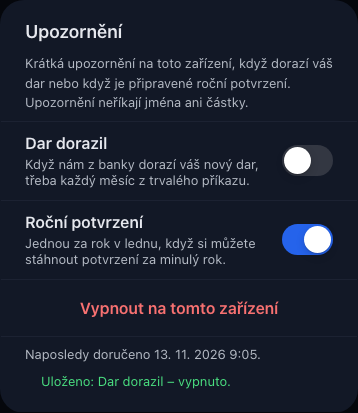 Upozornění
Krátká upozornění na toto zařízení, když dorazí váš
dar nebo když je připravené roční potvrzení.
Upozornění neříkají jména ani částky.
Dar dorazil
Když nám z banky dorazí váš nový dar,
třeba každý měsíc z trvalého příkazu.
Roční potvrzení
Jednou za rok v lednu, když si můžete
stáhnout potvrzení za minulý rok.
Vypnout na tomto zařízení
Naposledy doručeno 13. 11. 2026 9:05.
Uloženo: Dar dorazil – vypnuto.